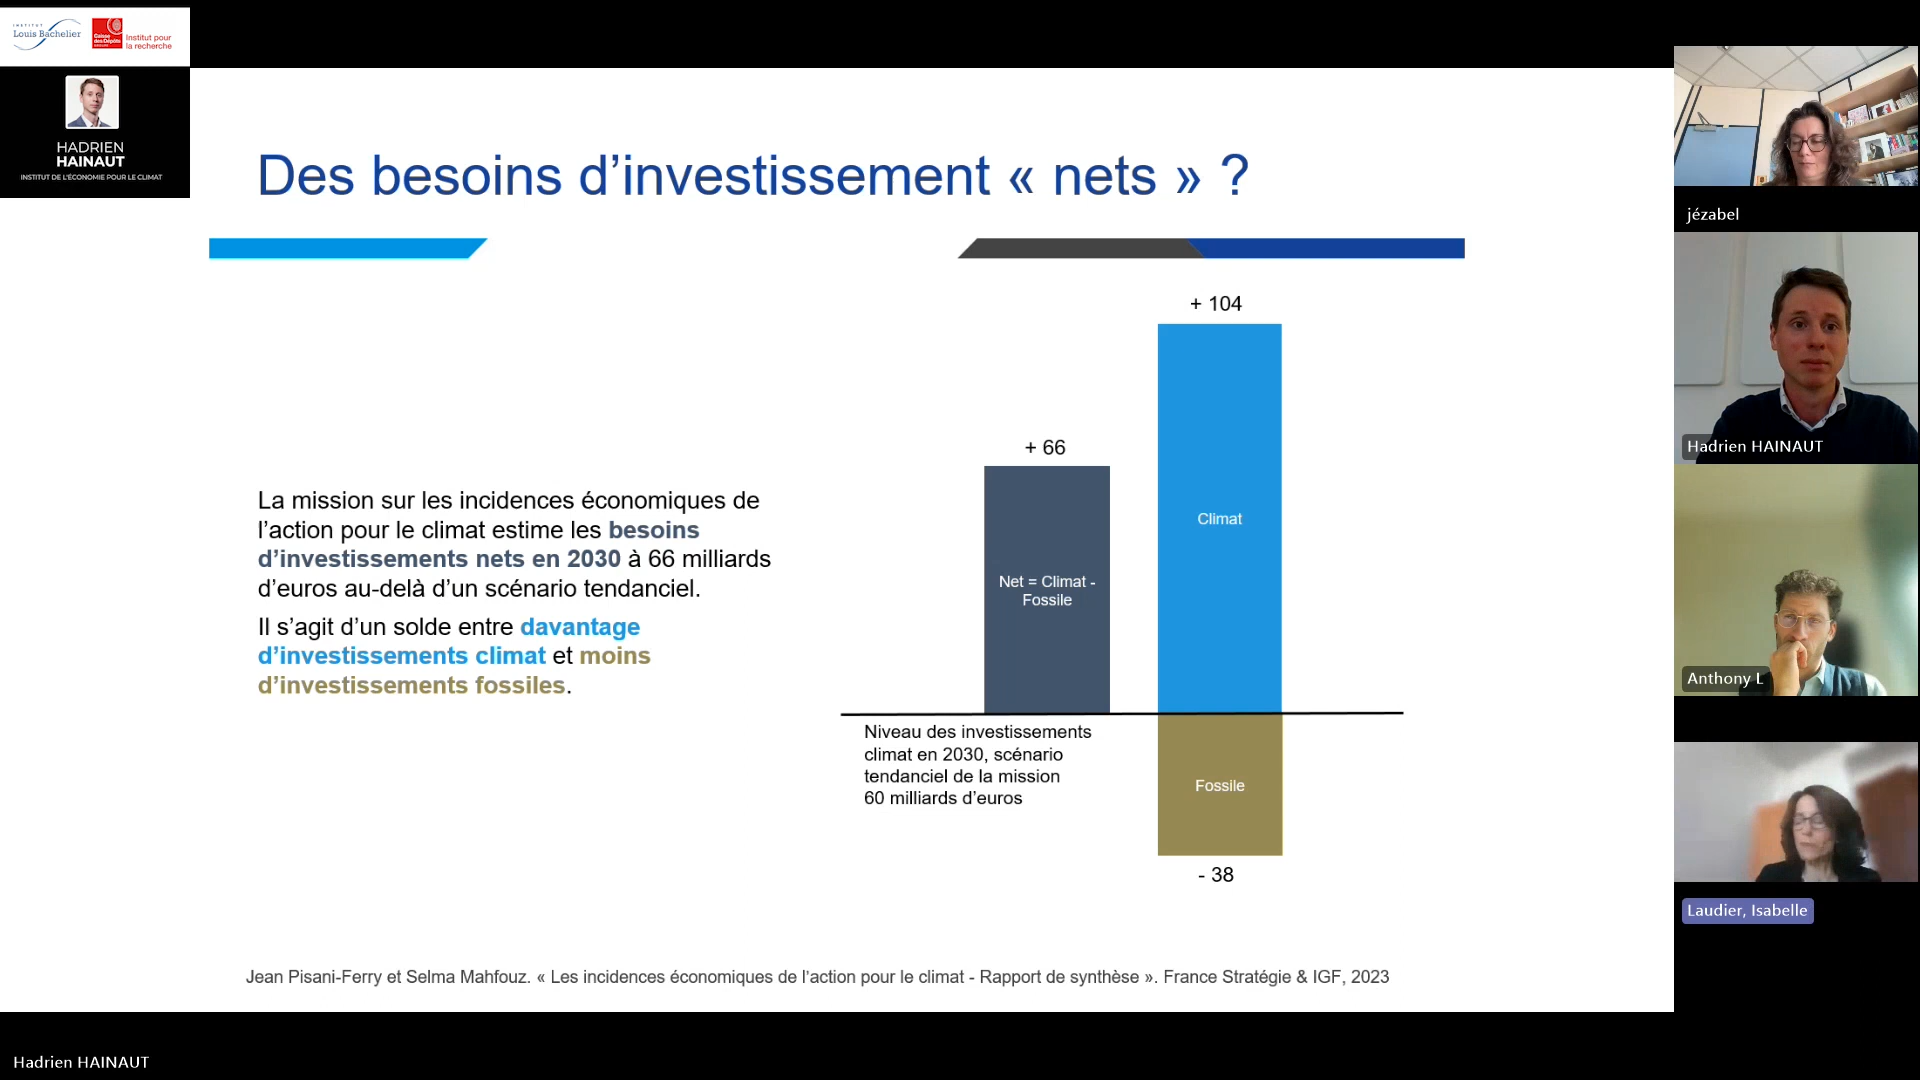 INSTITUT
Louis Bachelier
Caisse
des Dépôts
GROUPE
Institut pour
la recherche
HADRIEN
HAINAUT
INSTITUT DE L'ÉCONOMIE POUR LE CLIMAT
Des besoins d’investissement « nets » ?
La mission sur les incidences économiques de
l’action pour le climat estime les besoins
d’investissements nets en 2030 à 66 milliards
d’euros au-delà d’un scénario tendanciel.
Il s’agit d’un solde entre davantage
d’investissements climat et moins
d’investissements fossiles.
+ 104
+ 66
Climat
Net = Climat -
Fossile
Niveau des investissements
climat en 2030, scénario
tendanciel de la mission
60 milliards d’euros
Fossile
- 38
Jean Pisani-Ferry et Selma Mahfouz. « Les incidences économiques de l’action pour le climat - Rapport de synthèse ». France Stratégie & IGF, 2023
jézabel
Hadrien HAINAUT
Anthony L
Laudier, Isabelle
Hadrien HAINAUT